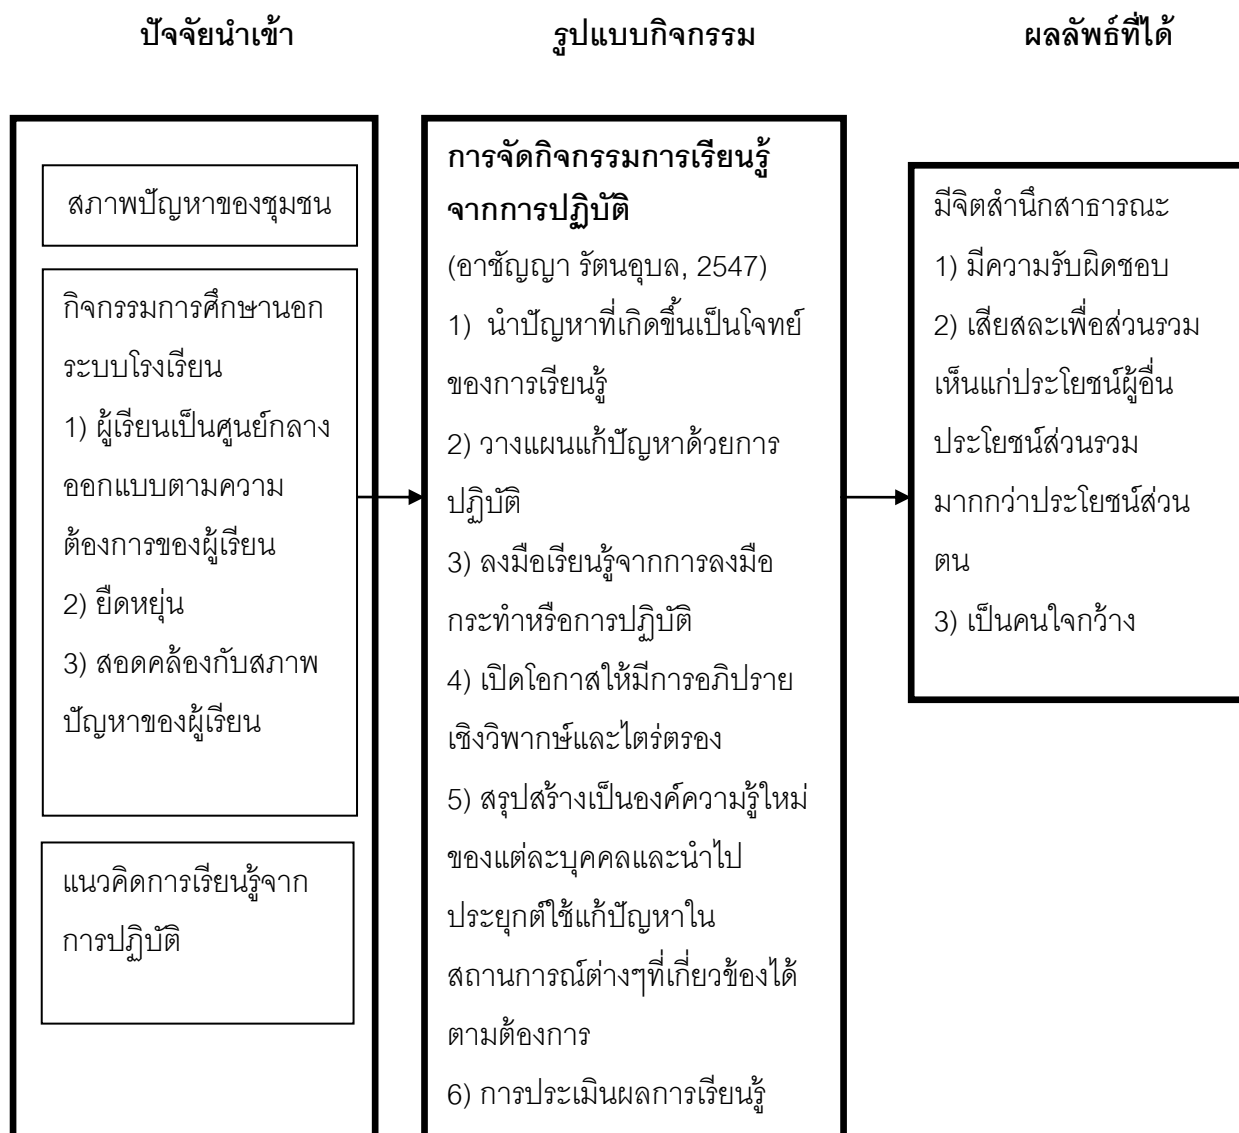 ปัจจัยนำเข้า
รูปแบบกิจกรรม
ผลลัพธ์ที่ได้
สภาพปัญหาของชุมชน
กิจกรรมการศึกษานอก
ระบบโรงเรียน
1) ผู้เรียนเป็นศูนย์กลาง
ออกแบบตามความ
ต้องการของผู้เรียน
2) ยืดหยุ่น
3) สอดคล้องกับสภาพ
ปัญหาของผู้เรียน
แนวคิดการเรียนรู้จาก
การปฏิบัติ
การจัดกิจกรรมการเรียนรู้
จากการปฏิบัติ
(อาชัญญา รัตนอุบล, 2547)
1) นำปัญหาที่เกิดขึ้นเป็นโจทย์
ของการเรียนรู้
2) วางแผนแก้ปัญหาด้วยการ
ปฏิบัติ
3) ลงมือเรียนรู้จากการลงมือ
กระทำหรือการปฏิบัติ
4) เปิดโอกาสให้มีการอภิปราย
เชิงวิพากษ์และไตร่ตรอง
5) สรุปสร้างเป็นองค์ความรู้ใหม่
ของแต่ละบุคคลและนำไป
ประยุกต์ใช้แก้ปัญหาใน
สถานการณ์ต่างๆที่เกี่ยวข้องได้
ตามต้องการ
6) การประเมินผลการเรียนรู้
มีจิตสำนึกสาธารณะ
1) มีความรับผิดชอบ
2) เสียสละเพื่อส่วนรวม
เห็นแก่ประโยชน์ผู้อื่น
ประโยชน์ส่วนรวม
มากกว่าประโยชน์ส่วน
ตน
3) เป็นคนใจกว้าง